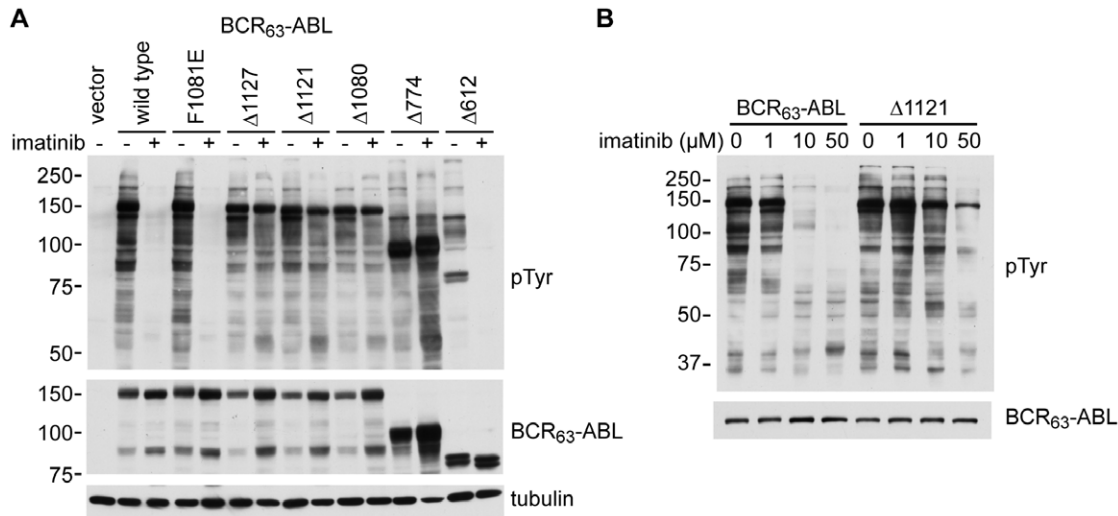 A
BCR63-ABL
vector
wild type
F1081E
Δ1127
Δ1121
Δ1080
Δ774
Δ612
imatinib - - + - + - + - + - + - + - +
250-
150-
100-
75-
50-
pTyr
150-
100-
75-
BCR63-ABL
tubulin
B
BCR63-ABL Δ1121
imatinib (μM) 0 1 10 50 0 1 10 50
250-
150-
100-
75-
50-
37-
pTyr
BCR63-ABL